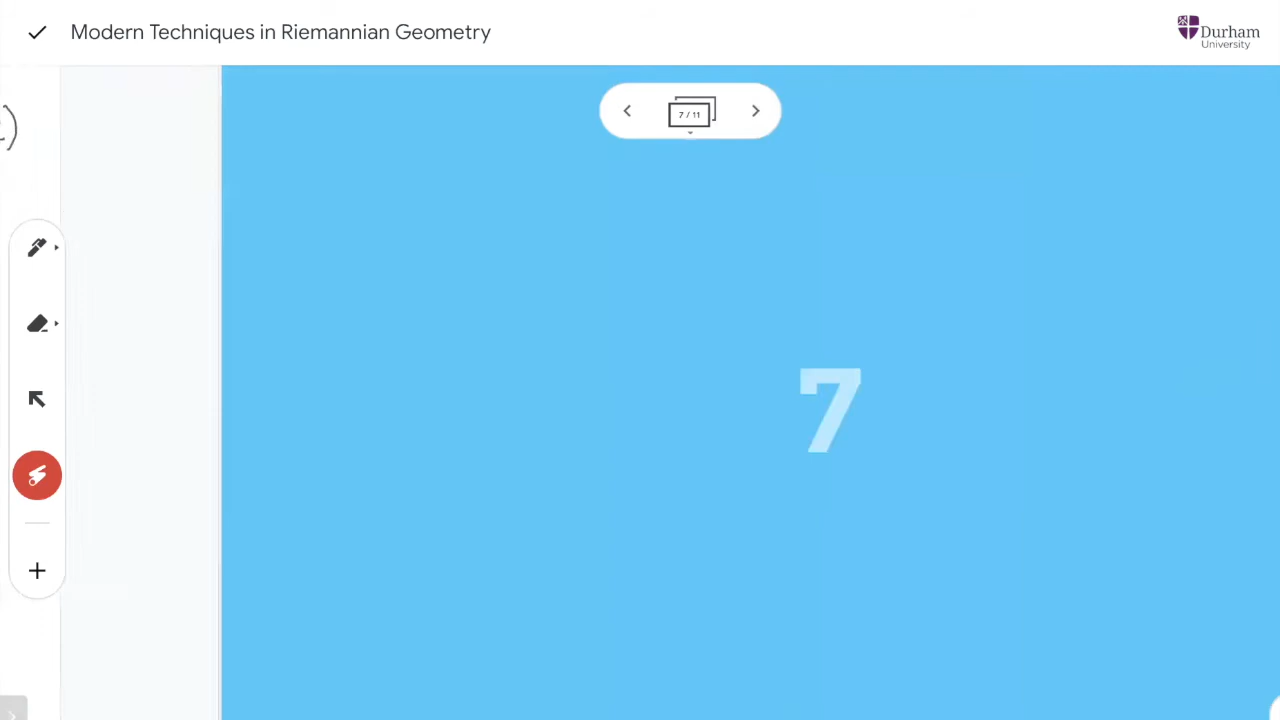 Modern Techniques in Riemannian Geometry
Durham
University
7 / 11
)
7